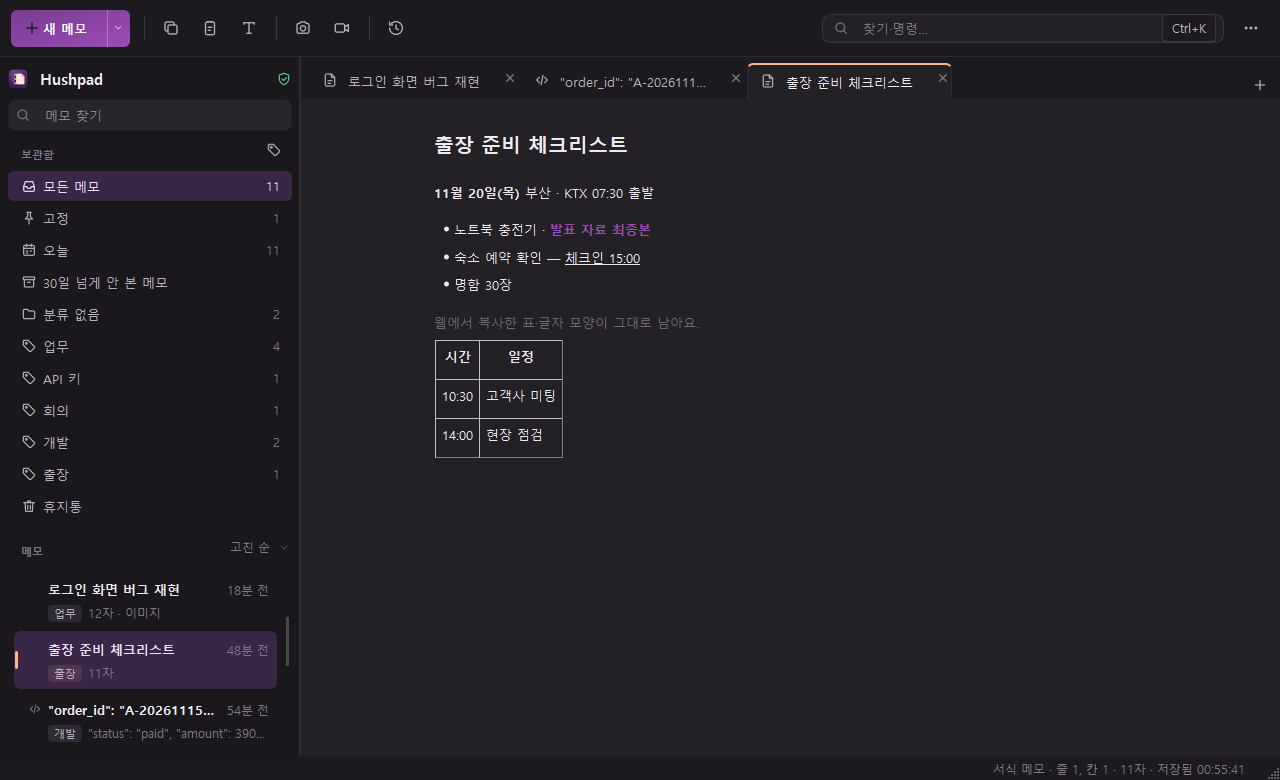 새 메모
찾기·명령...
Ctrl+K
Hushpad
메모 찾기
보관함
모든 메모 11
고정 1
오늘 11
30일 넘게 안 본 메모
분류 없음 2
업무 4
API 키 1
회의 1
개발 2
출장 1
휴지통
메모 고친 순
로그인 화면 버그 재현 18분 전
업무 12자 · 이미지
출장 준비 체크리스트 48분 전
출장 11자
"order_id": "A-20261115... 54분 전
개발 "status": "paid", "amount": 390...
로그인 화면 버그 재현
"order_id": "A-2026111...
출장 준비 체크리스트
출장 준비 체크리스트
11월 20일(목) 부산 · KTX 07:30 출발
• 노트북 충전기 · 발표 자료 최종본
• 숙소 예약 확인 — 체크인 15:00
• 명함 30장
웹에서 복사한 표·글자 모양이 그대로 남아요.
시간 일정
10:30 고객사 미팅
14:00 현장 점검
서식 메모 · 줄 1, 칸 1 · 11자 · 저장됨 00:55:41